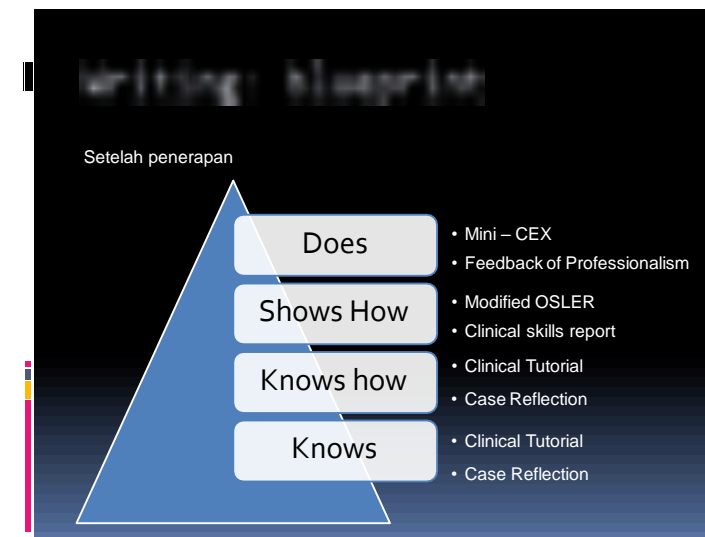 Setelah penerapan
Does
• Mini – CEX
• Feedback of Professionalism
Shows How
• Modified OSLER
• Clinical skills report
Knows how
• Clinical Tutorial
• Case Reflection
Knows
• Clinical Tutorial
• Case Reflection